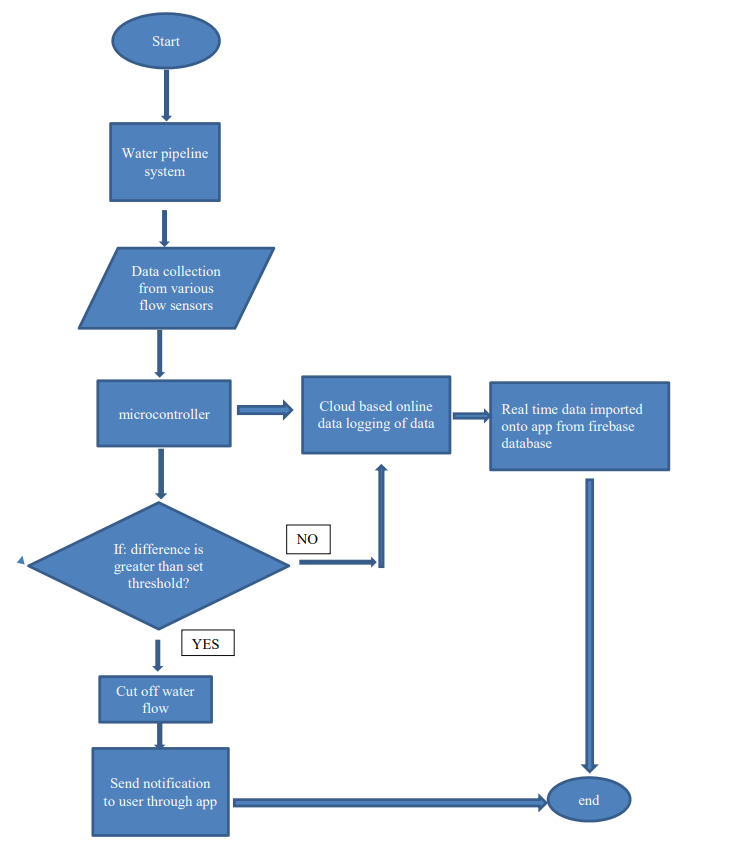 Start
Water pipeline
system
Data collection
from various
flow sensors
microcontroller
Cloud based online
data logging of data
Real time data imported
onto app from firebase
database
If: difference is
greater than set
threshold?
NO
YES
Cut off water
flow
Send notification
to user through app
end